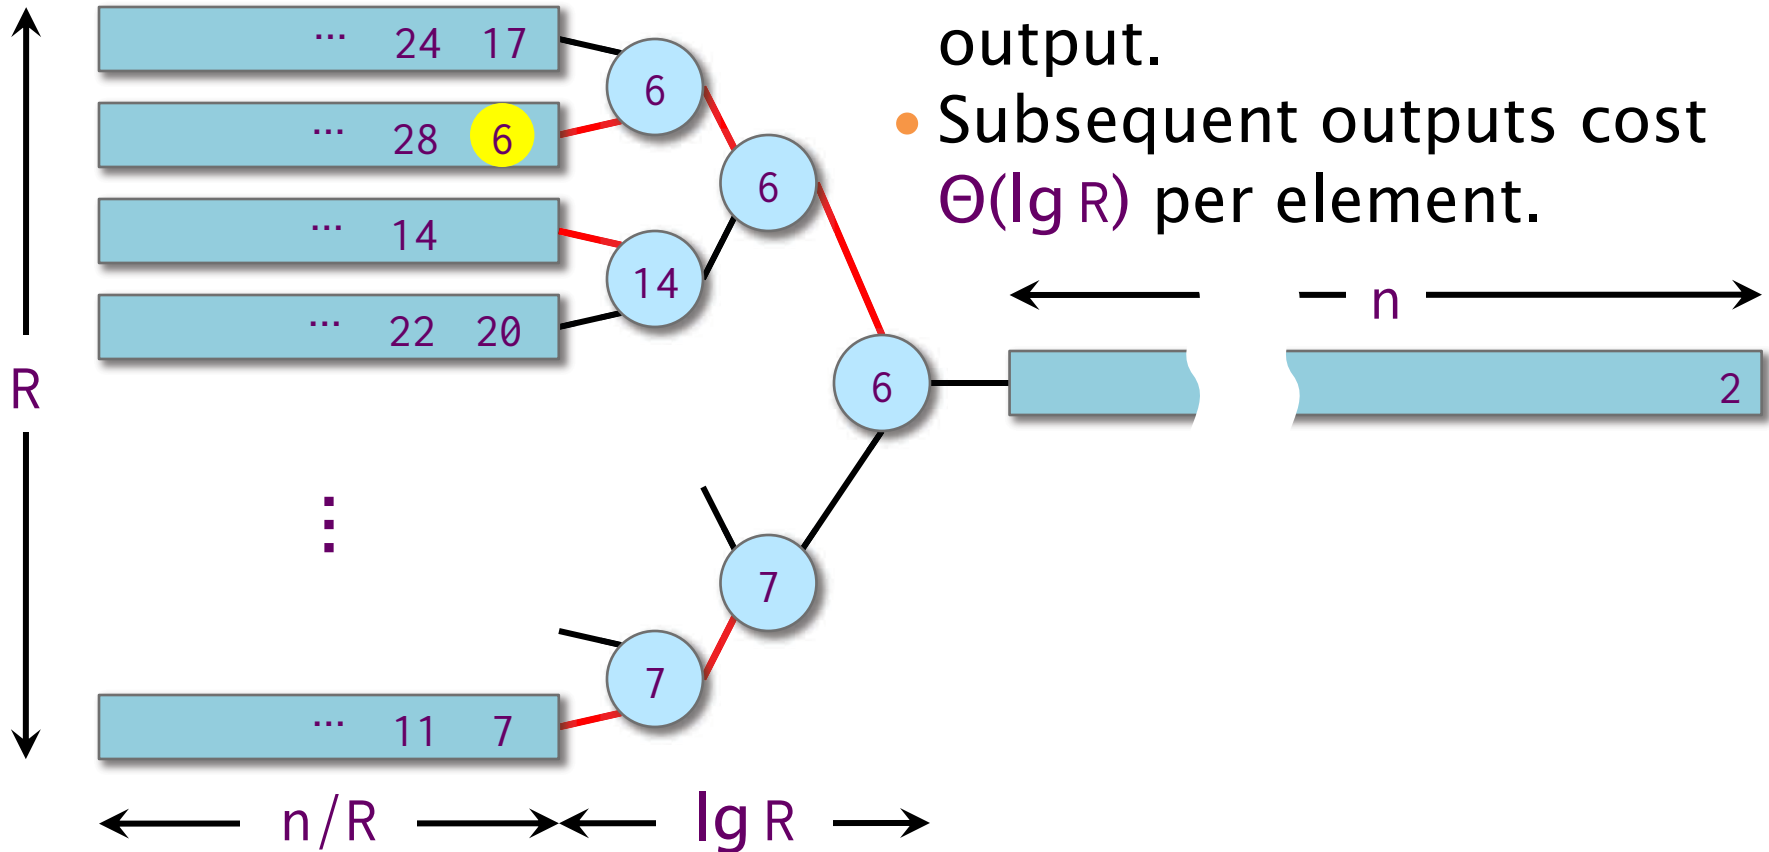 output.
• Subsequent outputs cost
Θ(lg R) per element.
R
… 24 17
… 28 6
… 14
… 22 20
⋮
… 11 7
6
14
7
6
7
6
n
2
n/R
lg R